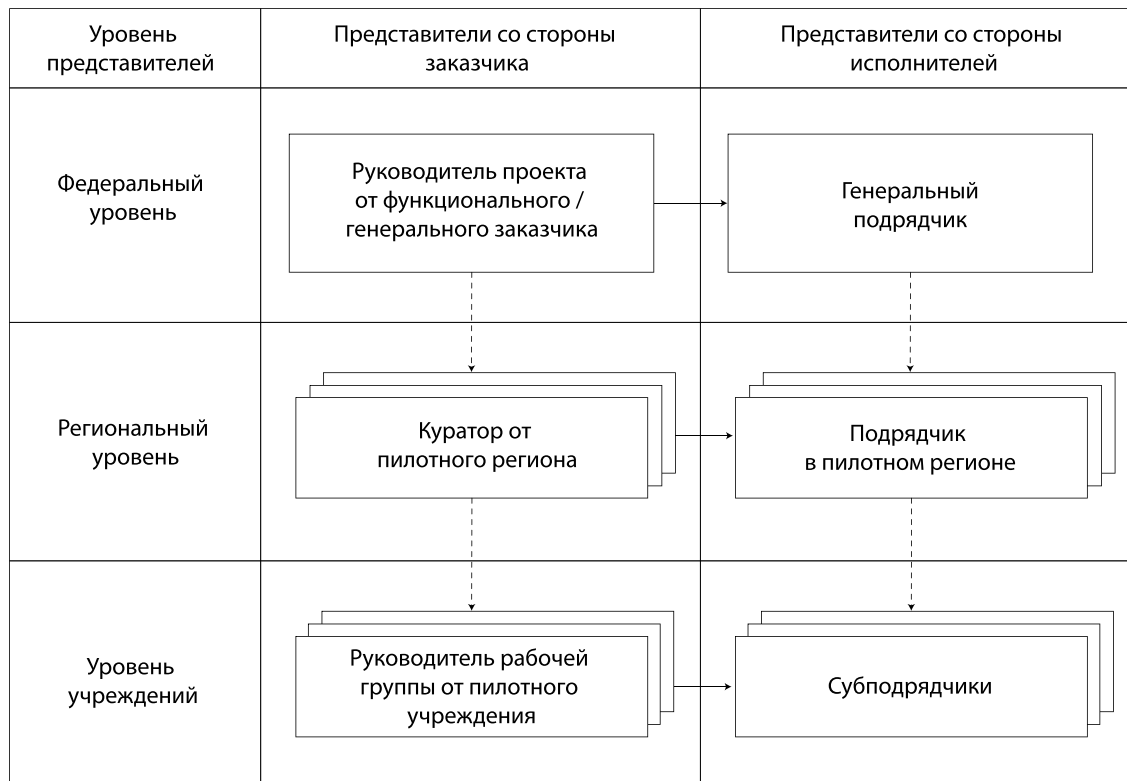 Уровень
представителей
Представители со стороны
заказчика
Представители со стороны
исполнителей
Федеральный
уровень
Руководитель проекта
от функционального /
генерального заказчика
Генеральный
подрядчик
Региональный
уровень
Куратор от
пилотного региона
Подрядчик
в пилотном регионе
Уровень
учреждений
Руководитель рабочей
группы от пилотного
учреждения
Субподрядчики